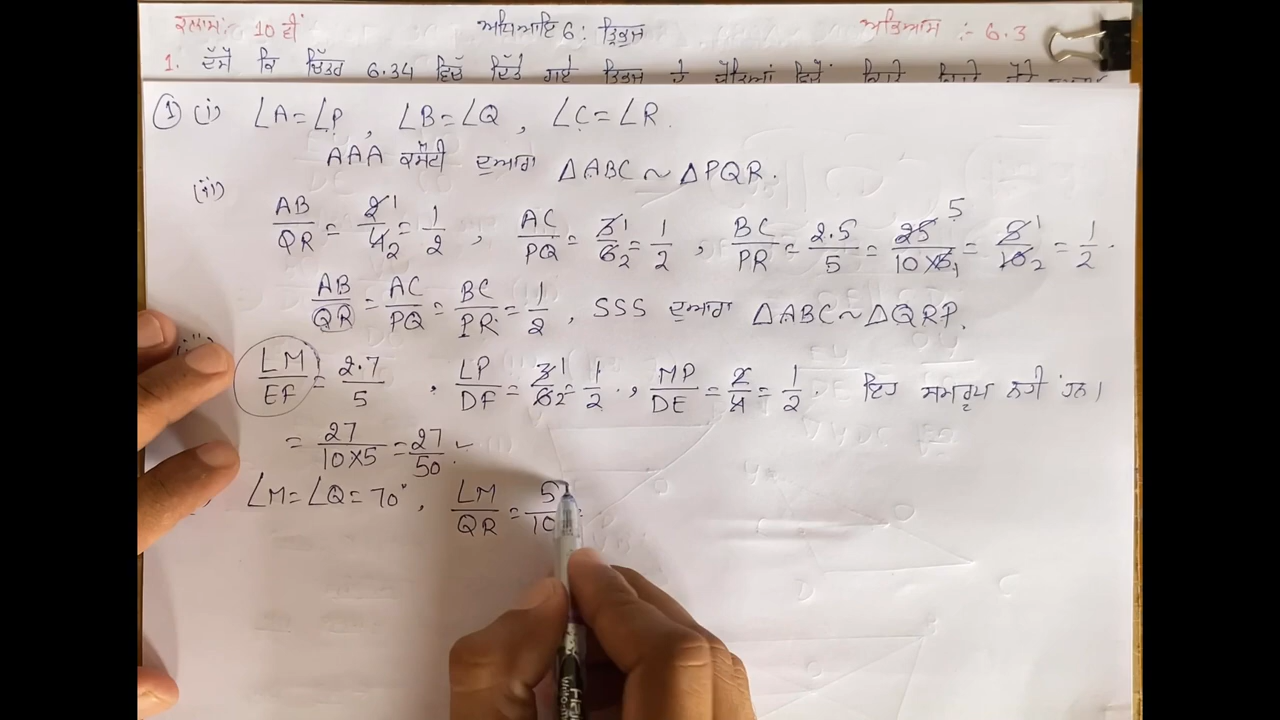 ਕਲਾਸ: 10 ਵੀਂ ਅਧਿਆਇ 6: ਤ੍ਰਿਭੁਜ ਅਭਿਆਸ :- 6.3
1. ਦੱਸੋ ਕਿ ਚਿੱਤਰ 6.34 ਵਿੱਚ ਦਿੱਤੇ ਗਏ ਤ੍ਰਿਭੁਜ ਦੇ ਜੋੜਿਆਂ ਵਿਚੋਂ
① (i) ∠A=∠P, ∠B=∠Q, ∠C=∠R.
AAA ਕਸੌਟੀ ਦੁਆਰਾ △ABC ~ △PQR.
(ii) AB/QR = 2/4 = 1/2, AC/PQ = 3/6 = 1/2, BC/PR = 2.5/5 = 25/10×5 = 5/10 = 1/2.
AB/QR = AC/PQ = BC/PR = 1/2, SSS ਦੁਆਰਾ △ABC ~ △QRP.
LM/EF = 2.7/5, LP/DF = 3/6 = 1/2, MP/DE = 2/4 = 1/2. ਇਹ ਸਮਰੂਪ ਨਹੀਂ ਹਨ।
= 27/10×5 = 27/50
∠M=∠Q=70°, LM/QR = 5/10 =